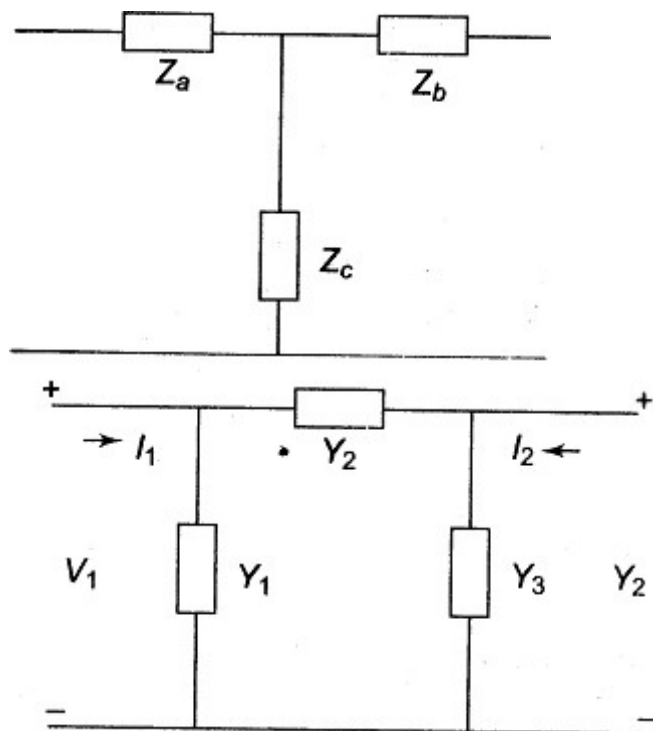 Za Zb
Zc
+ +
I1 Y2 I2
V1 Y1 Y3 Y2
− −